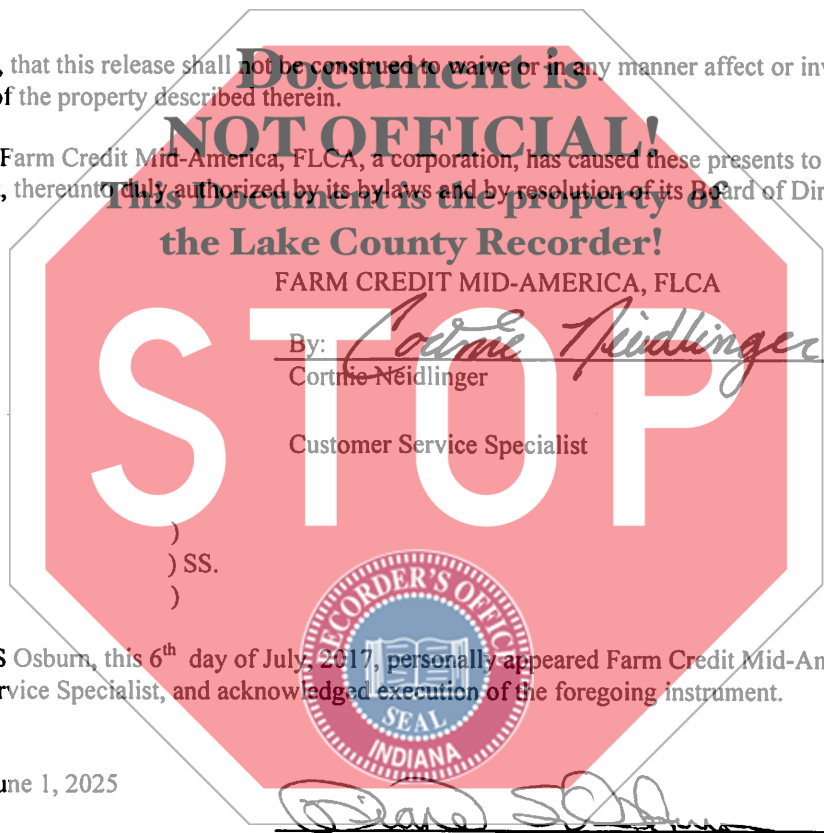 Document is
, that this release shall not be construed to waive or in any manner affect or inv
of the property described therein.
NOT OFFICIAL!
Farm Credit Mid-America, FLCA, a corporation, has caused these presents to
, thereunto duly authorized by its bylaws and by resolution of its Board of Dir
This Document is the property of
the Lake County Recorder!
FARM CREDIT MID-AMERICA, FLCA
STOP
By: Cortnie Neidlinger
Cortnie Neidlinger
Customer Service Specialist
)
) SS.
)
RECORDER'S OFFICE
SEAL
INDIANA
S Osburn, this 6th day of July, 2017, personally appeared Farm Credit Mid-Am
rvice Specialist, and acknowledged execution of the foregoing instrument.
une 1, 2025
Diane S Osburn